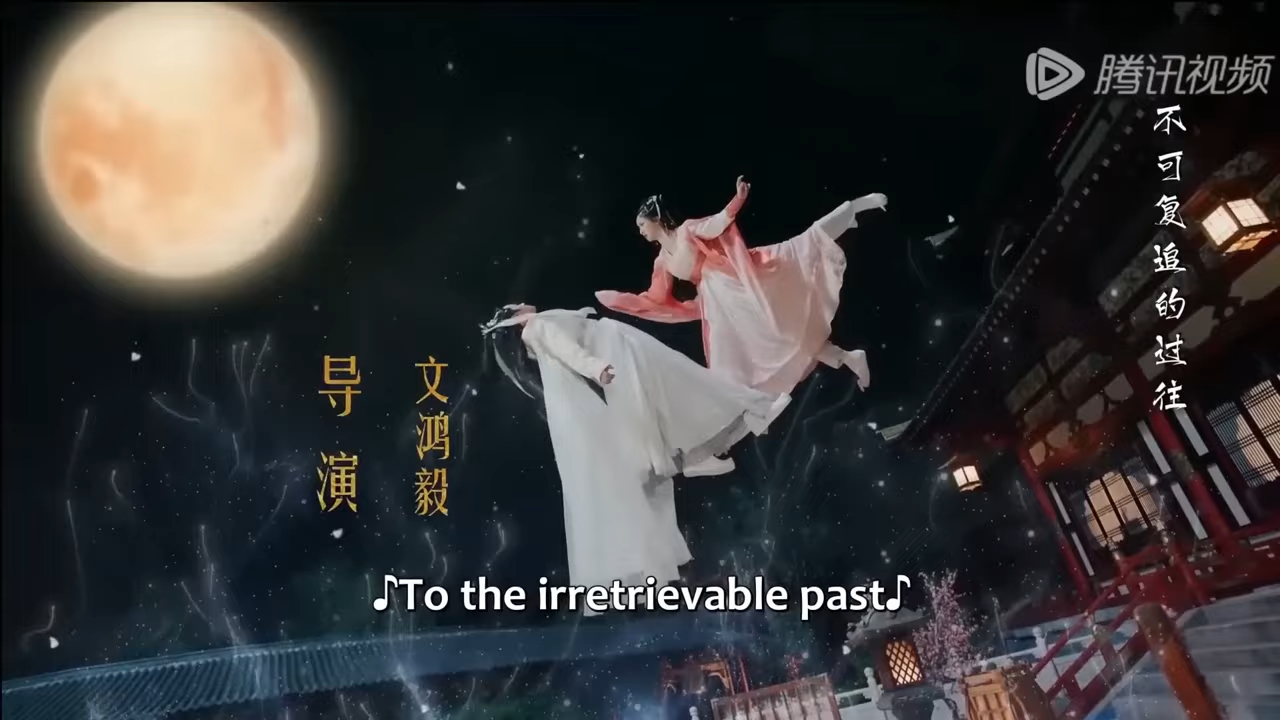 腾讯视频
不可复追的过往
导演
文鸿毅
♪To the irretrievable past♪